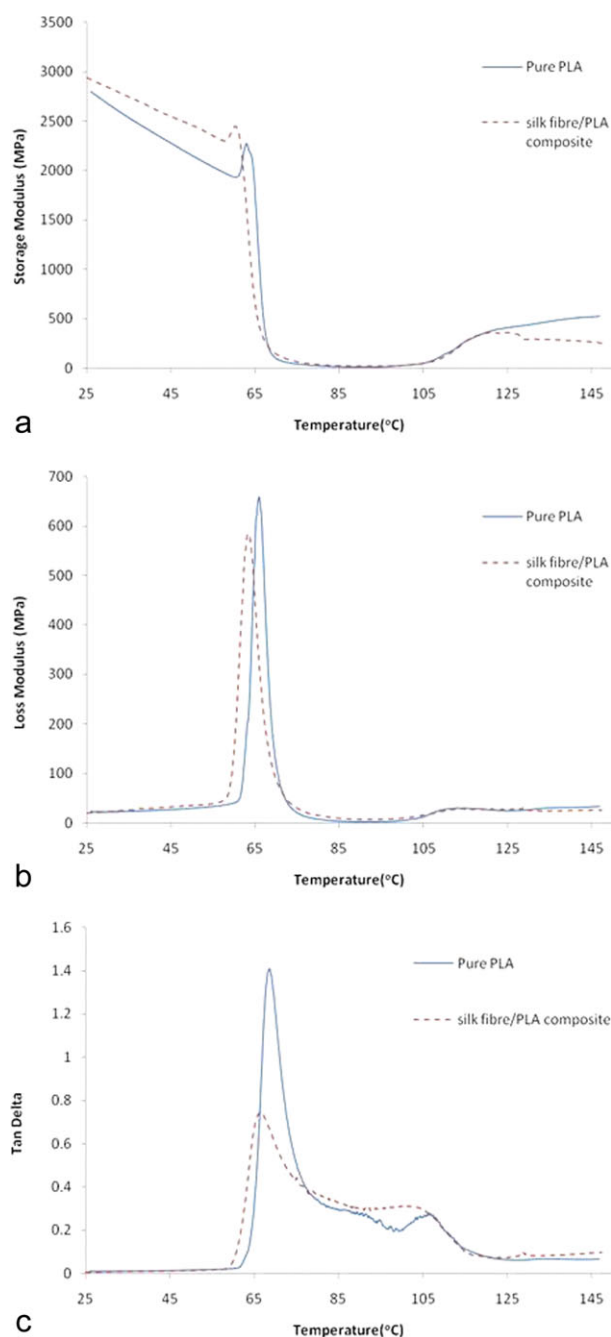 3500
3000
2500
2000
1500
1000
500
0
Storage Modulus (MPa)
Pure PLA
silk fibre/PLA
composite
25 45 65 85 105 125 145
Temperature(°C)
a
700
600
500
400
300
200
100
0
Loss Modulus (MPa)
Pure PLA
silk fibre/PLA
composite
25 45 65 85 105 125 145
Temperature(°C)
b
1.6
1.4
1.2
1
0.8
0.6
0.4
0.2
0
Tan Delta
Pure PLA
silk fibre/PLA composite
25 45 65 85 105 125 145
Temperature(°C)
c